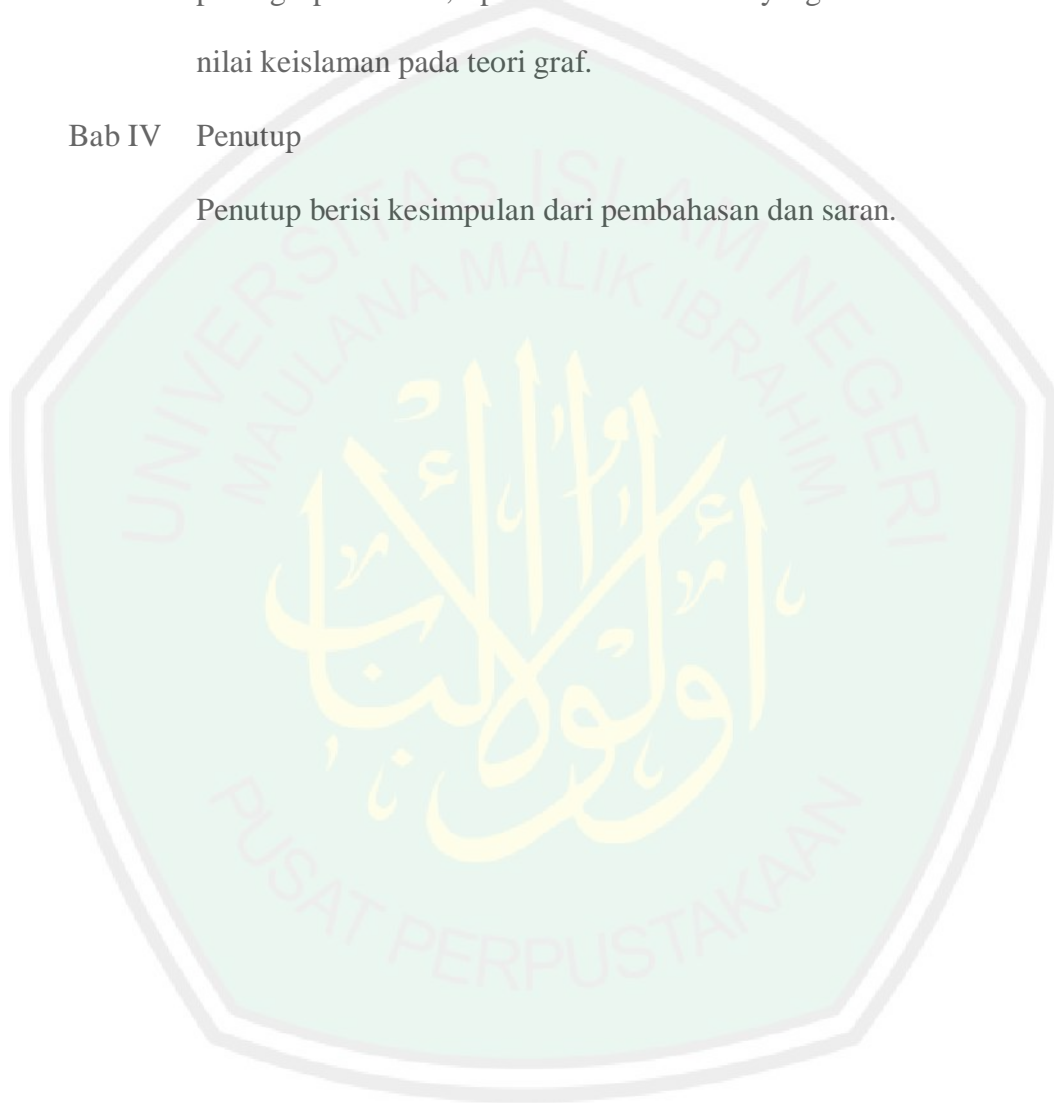 nilai keislaman pada teori graf.
Bab IV Penutup
Penutup berisi kesimpulan dari pembahasan dan saran.
UNIVERSITAS ISLAM NEGERI
MAULANA MALIK IBRAHIM
أولوا الألباب
PUSAT PERPUSTAKAAN